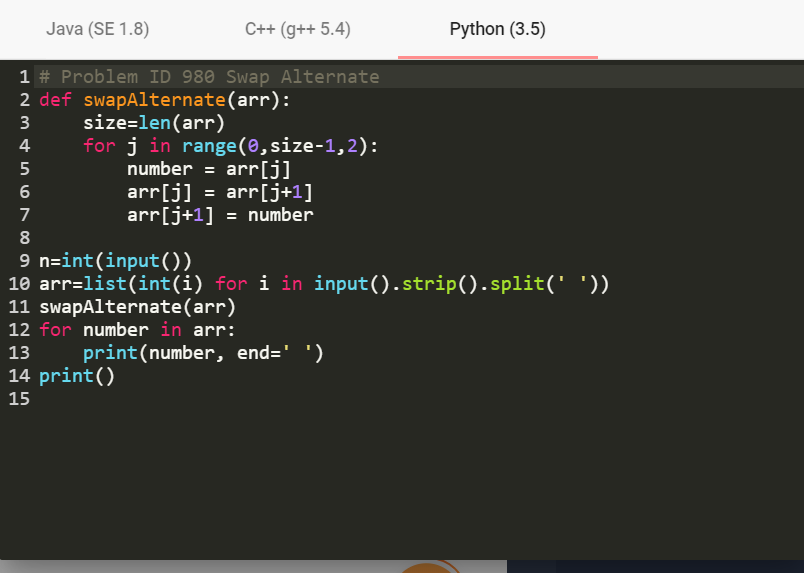 Java (SE 1.8) C++ (g++ 5.4) Python (3.5)
1 # Problem ID 980 Swap Alternate
2 def swapAlternate(arr):
3     size=len(arr)
4     for j in range(0,size-1,2):
5         number = arr[j]
6         arr[j] = arr[j+1]
7         arr[j+1] = number
8
9 n=int(input())
10 arr=list(int(i) for i in input().strip().split(' '))
11 swapAlternate(arr)
12 for number in arr:
13     print(number, end=' ')
14 print()
15